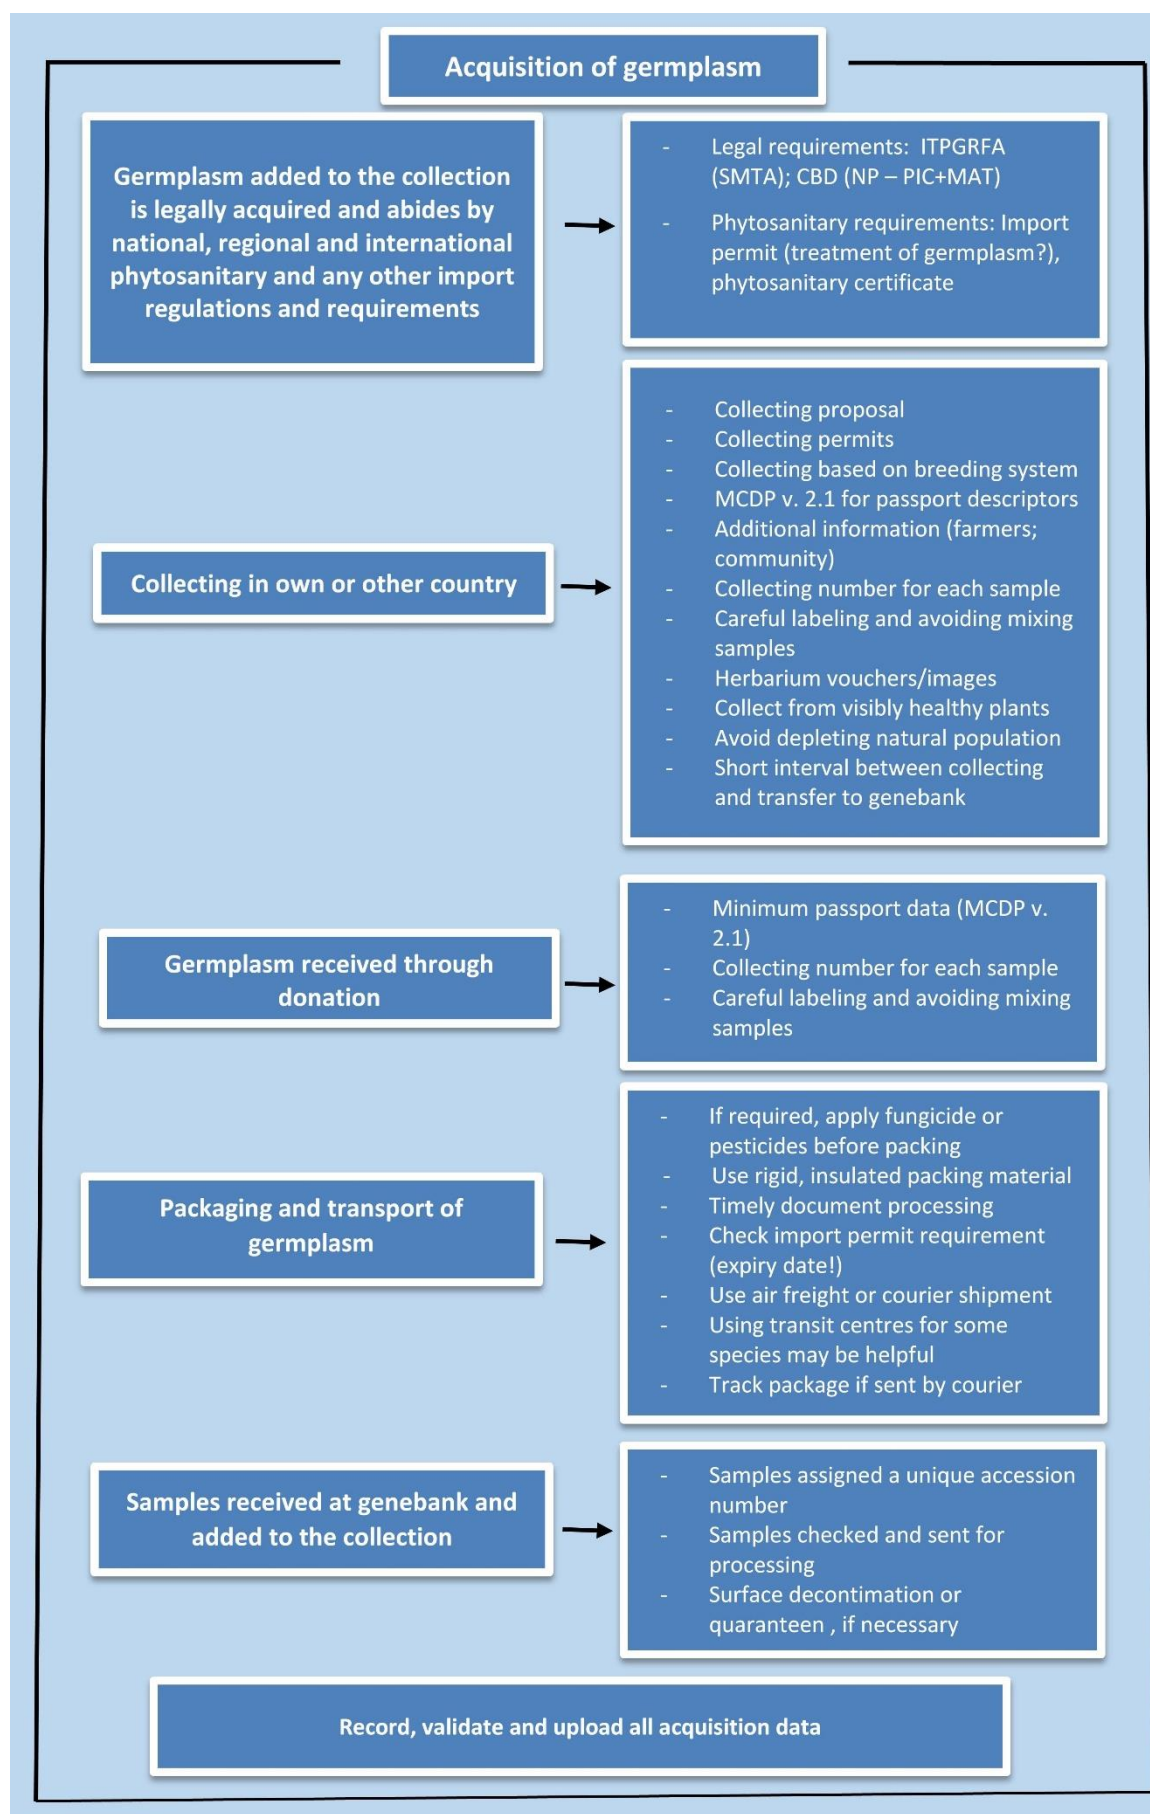 Acquisition of germplasm
Germplasm added to the collection
is legally acquired and abides by
national, regional and international
phytosanitary and any other import
regulations and requirements
- Legal requirements: ITPGRFA
(SMTA); CBD (NP – PIC+MAT)
- Phytosanitary requirements: Import
permit (treatment of germplasm?),
phytosanitary certificate
Collecting in own or other country
- Collecting proposal
- Collecting permits
- Collecting based on breeding system
- MCDP v. 2.1 for passport descriptors
- Additional information (farmers;
community)
- Collecting number for each sample
- Careful labeling and avoiding mixing
samples
- Herbarium vouchers/images
- Collect from visibly healthy plants
- Avoid depleting natural population
- Short interval between collecting
and transfer to genebank
Germplasm received through
donation
- Minimum passport data (MCDP v.
2.1)
- Collecting number for each sample
- Careful labeling and avoiding mixing
samples
Packaging and transport of
germplasm
- If required, apply fungicide or
pesticides before packing
- Use rigid, insulated packing material
- Timely document processing
- Check import permit requirement
(expiry date!)
- Use air freight or courier shipment
- Using transit centres for some
species may be helpful
- Track package if sent by courier
Samples received at genebank and
added to the collection
- Samples assigned a unique accession
number
- Samples checked and sent for
processing
- Surface decontimation or
quaranteen , if necessary
Record, validate and upload all acquisition data